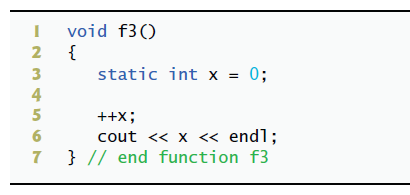 1 void f3()
2 {
3 static int x = 0;
4
5 ++x;
6 cout << x << endl;
7 } // end function f3